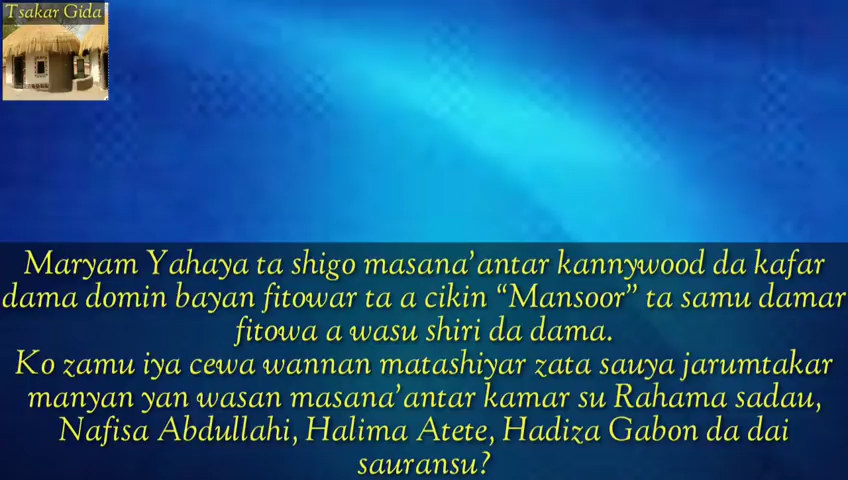 Tsakar Gida
Maryam Yahaya ta shigo masana'antar kannywood da kafar
dama domin bayan fitowar ta a cikin “Mansoor” ta samu damar
fitowa a wasu shiri da dama.
Ko zamu iya cewa wannan matashiyar zata sauya jarumtakar
manyan yan wasan masana'antar kamar su Rahama sadau,
Nafisa Abdullahi, Halima Atete, Hadiza Gabon da dai
sauransu?